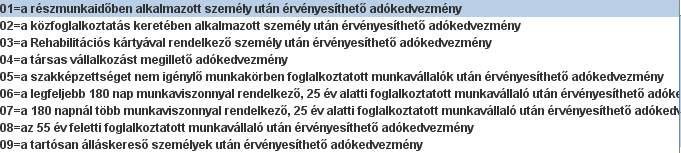 01=a részmunkaidőben alkalmazott személy után érvényesíthető adókedvezmény
02=a közfoglalkoztatás keretében alkalmazott személy után érvényesíthető adókedvezmény
03=a Rehabilitációs kártyával rendelkező személy után érvényesíthető adókedvezmény
04=a társas vállalkozást megillető adókedvezmény
05=a szakképzettséget nem igénylő munkakörben foglalkoztatott munkavállalók után érvényesíthető adókedvezmény
06=a legfeljebb 180 nap munkaviszonnyal rendelkező, 25 év alatti foglalkoztatott munkavállaló után érvényesíthető adóke
07=a 180 napnál több munkaviszonnyal rendelkező, 25 év alatti foglalkoztatott munkavállaló után érvényesíthető adóked
08=az 55 év feletti foglalkoztatott munkavállaló után érvényesíthető adókedvezmény
09=a tartósan álláskereső személyek után érvényesíthető adókedvezmény